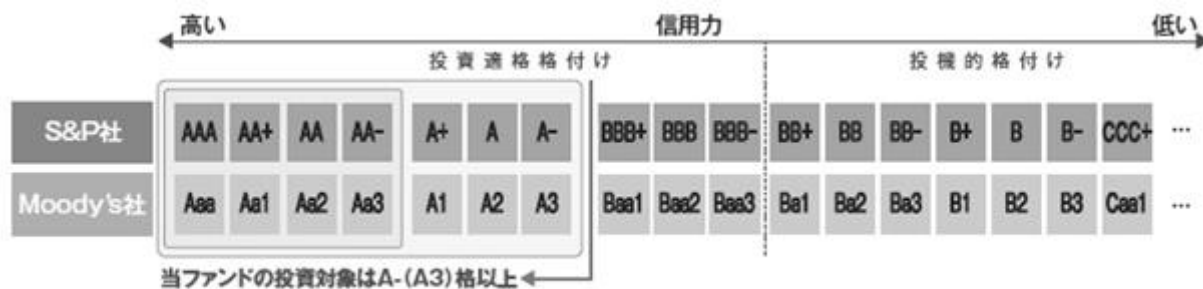 高い 信用力 低い
投資適格格付け 投機的格付け
S&P社 AAA AA+ AA AA- A+ A A- BBB+ BBB BBB- BB+ BB BB- B+ B B- CCC+ …
Moody's社 Aaa Aa1 Aa2 Aa3 A1 A2 A3 Baa1 Baa2 Baa3 Ba1 Ba2 Ba3 B1 B2 B3 Caa1 …
当ファンドの投資対象はA-(A3)格以上